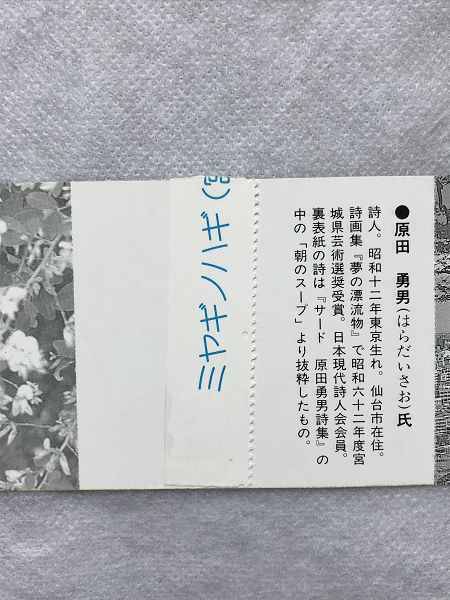 ●原田　勇男(はらだいさお)氏
詩人。昭和十二年東京生れ。仙台市在住。
詩画集『夢の漂流物』で昭和六十二年度宮
城県芸術選奨受賞。日本現代詩人会会員。
裏表紙の詩は『サード　原田勇男詩集』の
中の「朝のスープ」より抜粋したもの。
ミヤギノハギ(